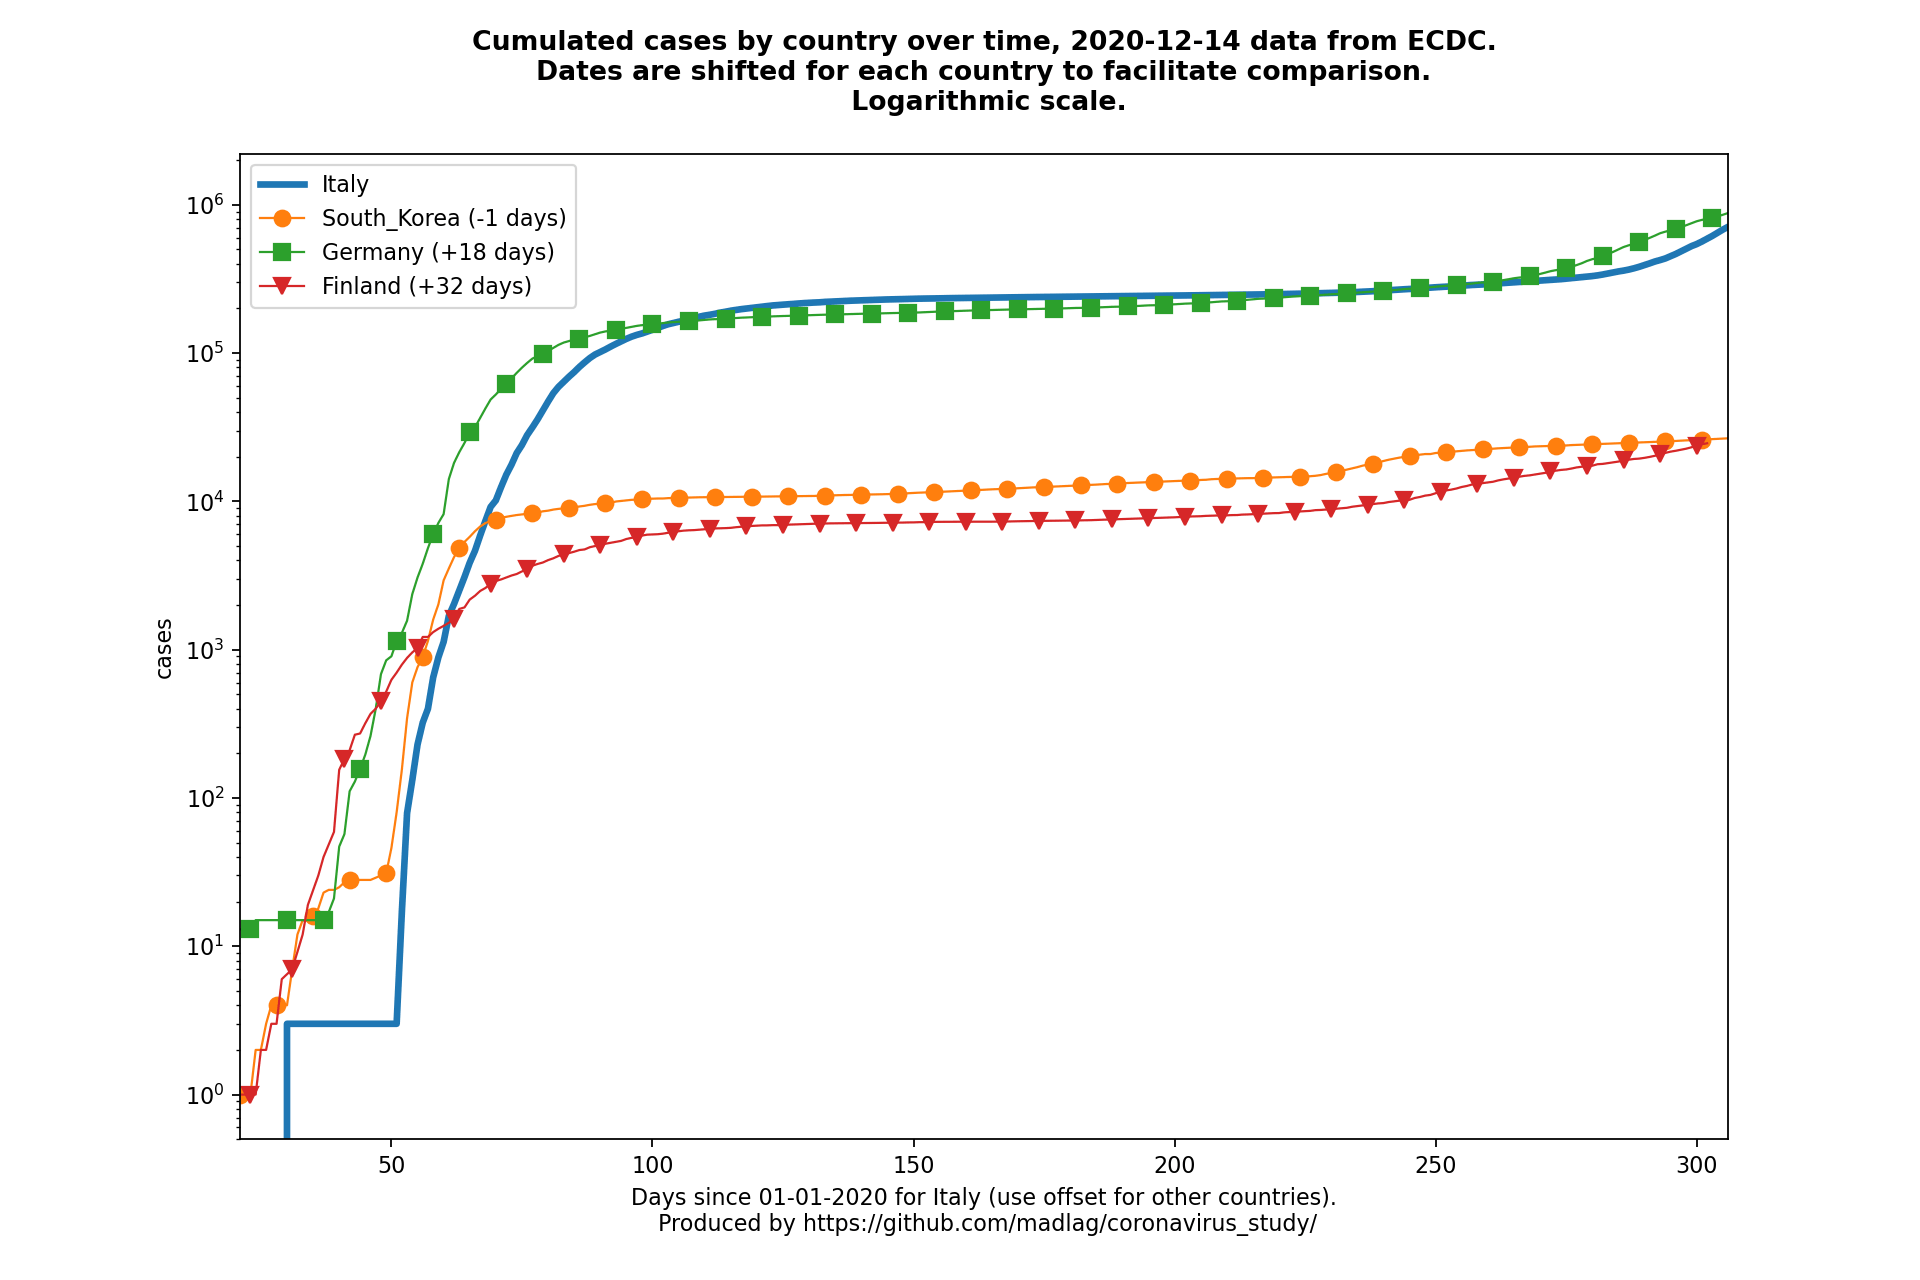 Cumulated cases by country over time, 2020-12-14 data from ECDC.
Dates are shifted for each country to facilitate comparison.
Logarithmic scale.
Italy
South_Korea (-1 days)
Germany (+18 days)
Finland (+32 days)
10^6
10^5
10^4
10^3
10^2
10^1
10^0
cases
50 100 150 200 250 300
Days since 01-01-2020 for Italy (use offset for other countries).
Produced by https://github.com/madlag/coronavirus_study/